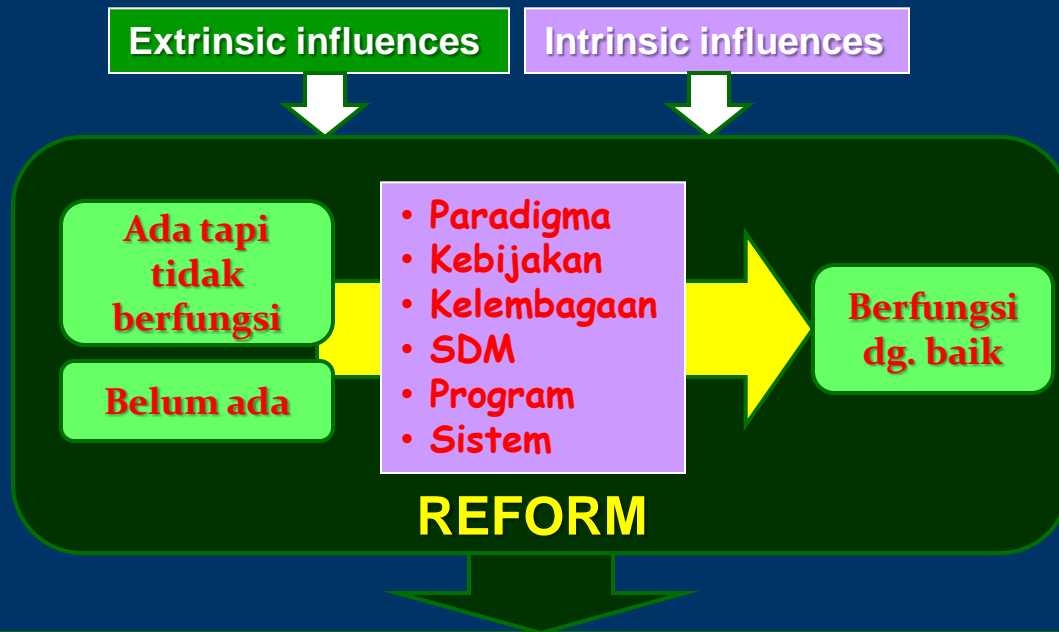 Extrinsic influences
Intrinsic influences
Ada tapi
tidak
berfungsi
Belum ada
• Paradigma
• Kebijakan
• Kelembagaan
• SDM
• Program
• Sistem
Berfungsi
dg. baik
REFORM